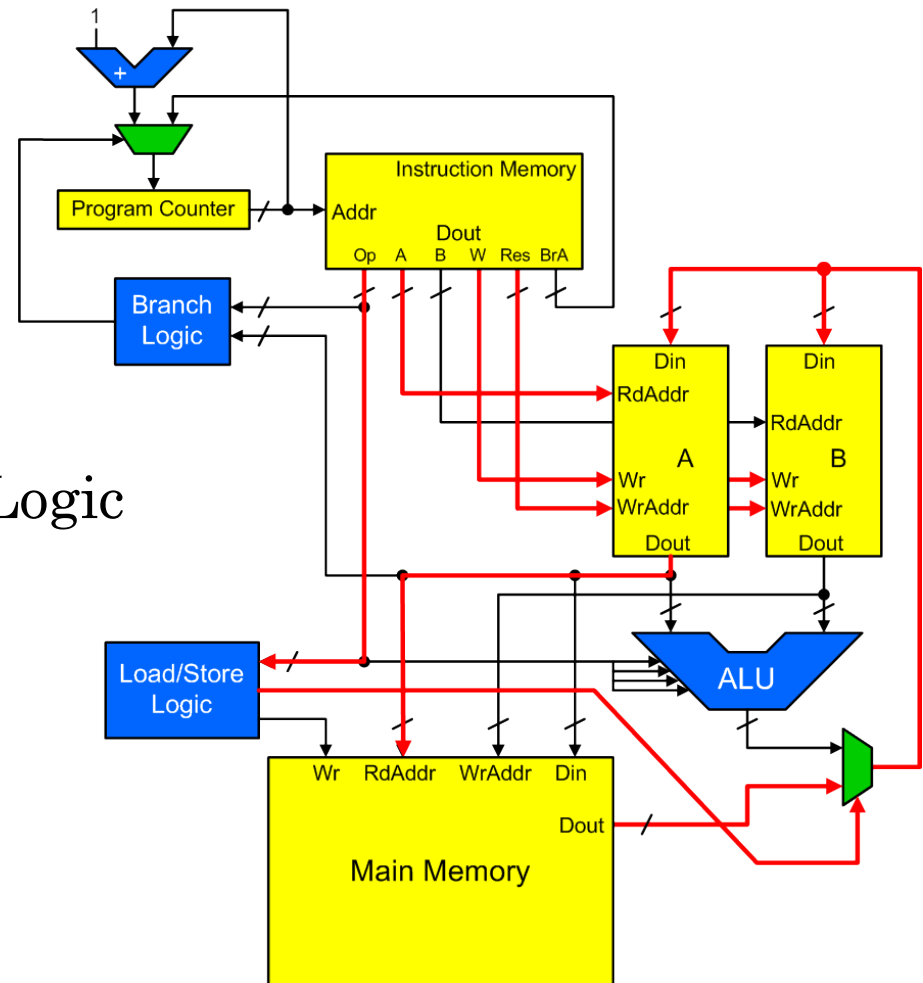 1
+
Instruction Memory
Program Counter
Addr
Dout
Op A B W Res BrA
Branch
Logic
Din
Din
RdAddr
RdAddr
A
B
Wr
Wr
Logic
WrAddr
WrAddr
Dout
Dout
Load/Store
Logic
ALU
Wr RdAddr WrAddr Din
Dout
Main Memory